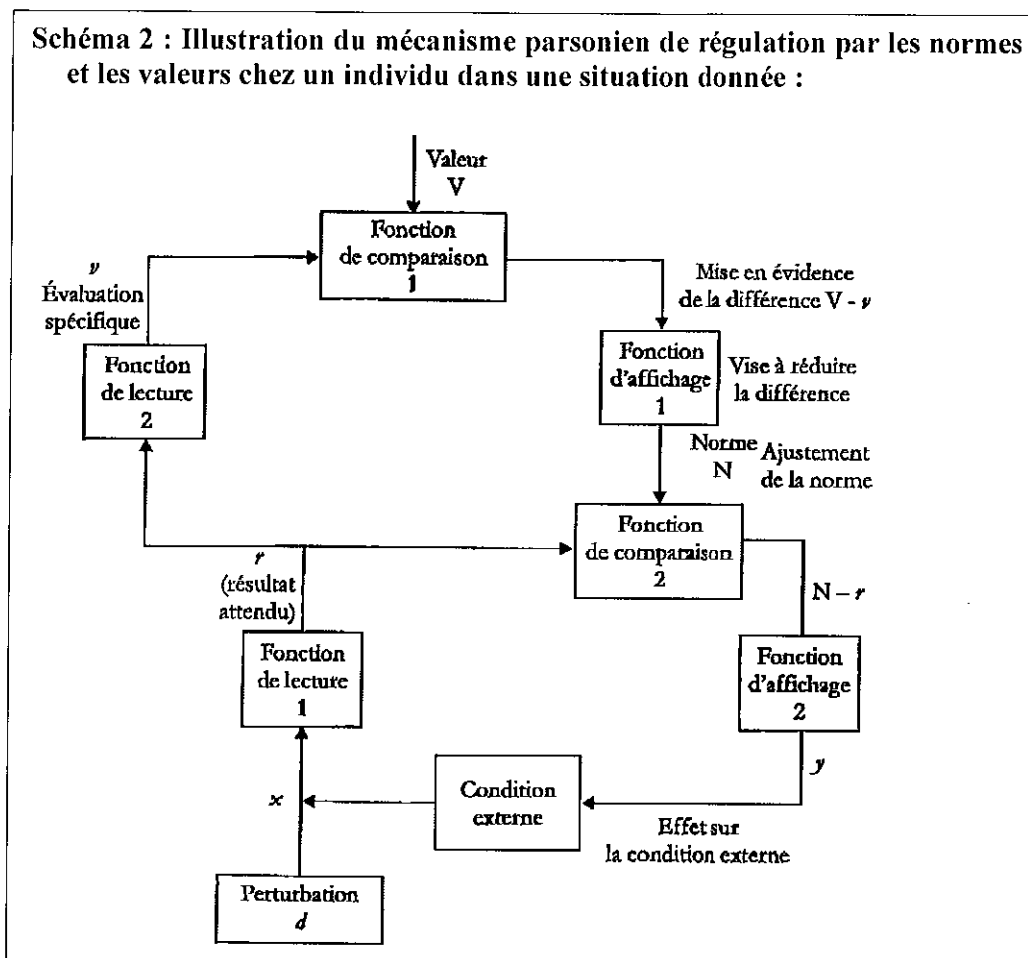 Schéma 2 : Illustration du mécanisme parsonien de régulation par les normes
et les valeurs chez un individu dans une situation donnée :
Valeur
V
Fonction
de comparaison
1
v
Évaluation
spécifique
Mise en évidence
de la différence V - v
Fonction
de lecture
2
Fonction
d'affichage
1
Vise à réduire
la différence
Norme
N
Ajustement
de la norme
Fonction
de comparaison
2
r
(résultat
attendu)
N – r
Fonction
de lecture
1
Fonction
d'affichage
2
y
x
Condition
externe
Effet sur
la condition externe
Perturbation
d